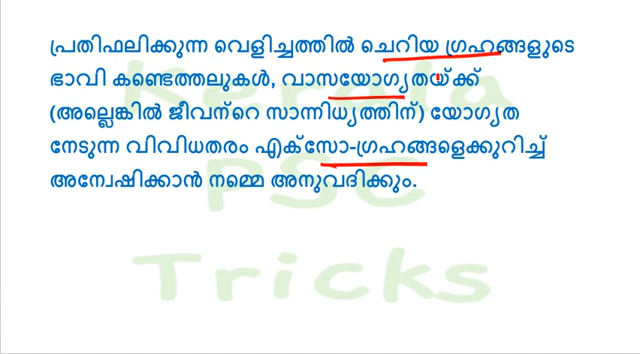 പ്രതിഫലിക്കുന്ന വെളിച്ചത്തിൽ ചെറിയ ഗ്രഹങ്ങളുടെ
ഭാവി കണ്ടെത്തലുകൾ, വാസയോഗ്യതയ്ക്ക്
(അല്ലെങ്കിൽ ജീവന്റെ സാന്നിധ്യത്തിന്) യോഗ്യത
നേടുന്ന വിവിധതരം എക്സോ-ഗ്രഹങ്ങളെക്കുറിച്ച്
അന്വേഷിക്കാൻ നമ്മെ അനുവദിക്കും.
Kerala
PSC
Tricks